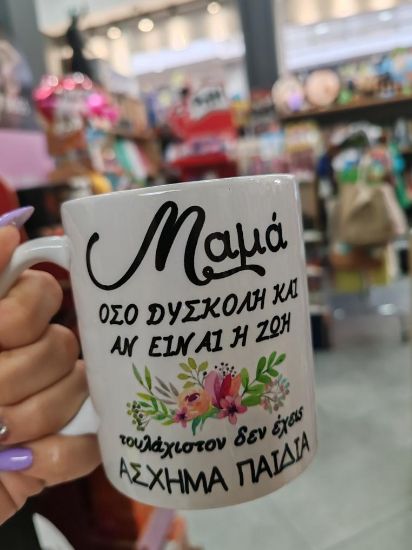 Μαμά
ΟΣΟ ΔΥΣΚΟΛΗ ΚΑΙ
ΑΝ ΕΙΝΑΙ Η ΖΩΗ
τουλάχιστον δεν έχεις
ΑΣΧΗΜΑ ΠΑΙΔΙΑ